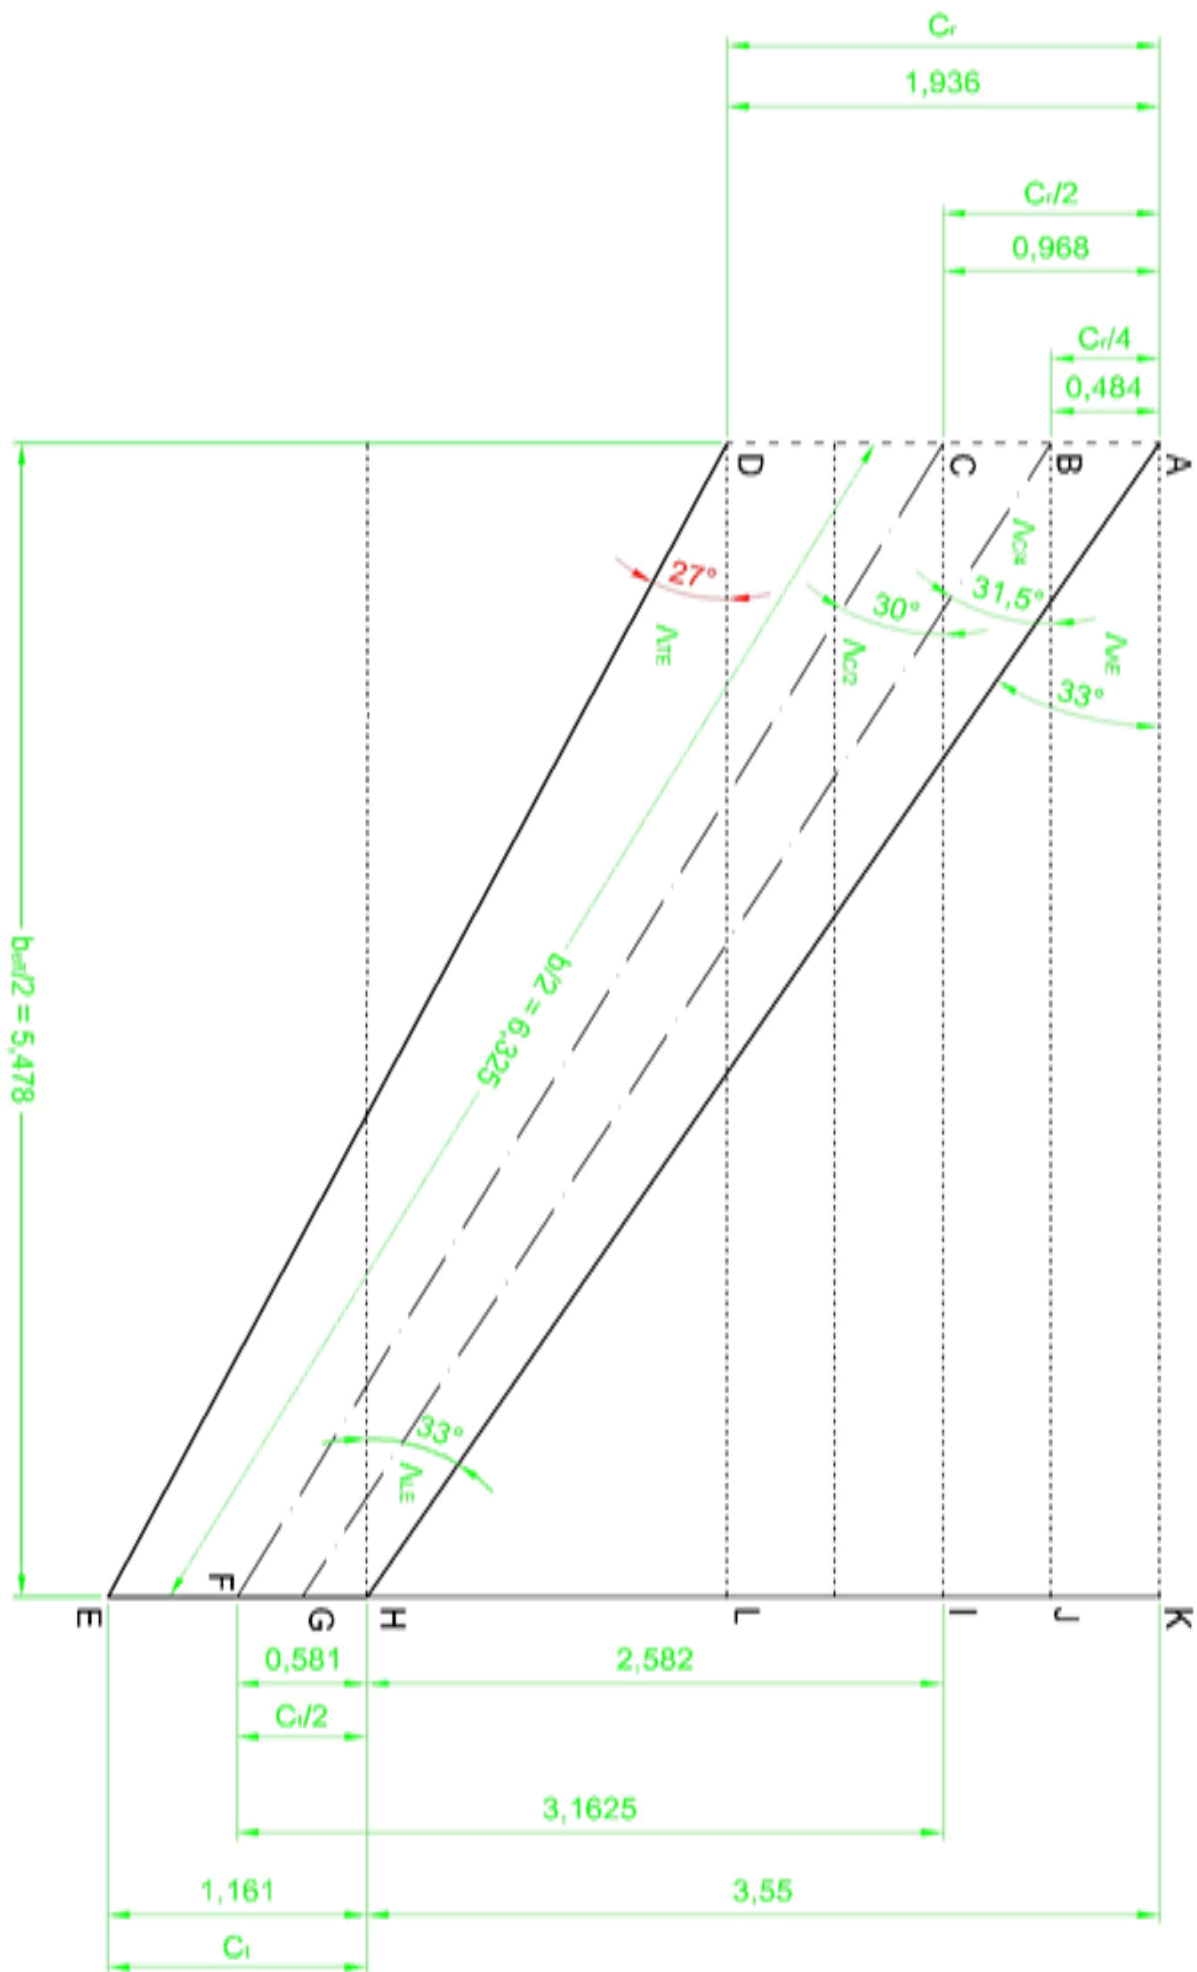 Cr
1,936
Cr/2
0,968
Cr/4
0,484
D
C
B
A
ΛC/4
27°
30°
31,5°
ΛTE
ΛC/2
33°
b/2 = 6,325
beff/2 = 5,478
33°
ΛLE
F
E
G
H
L
I
J
K
0,581
2,582
Ct/2
3,1625
1,161
3,55
Ct